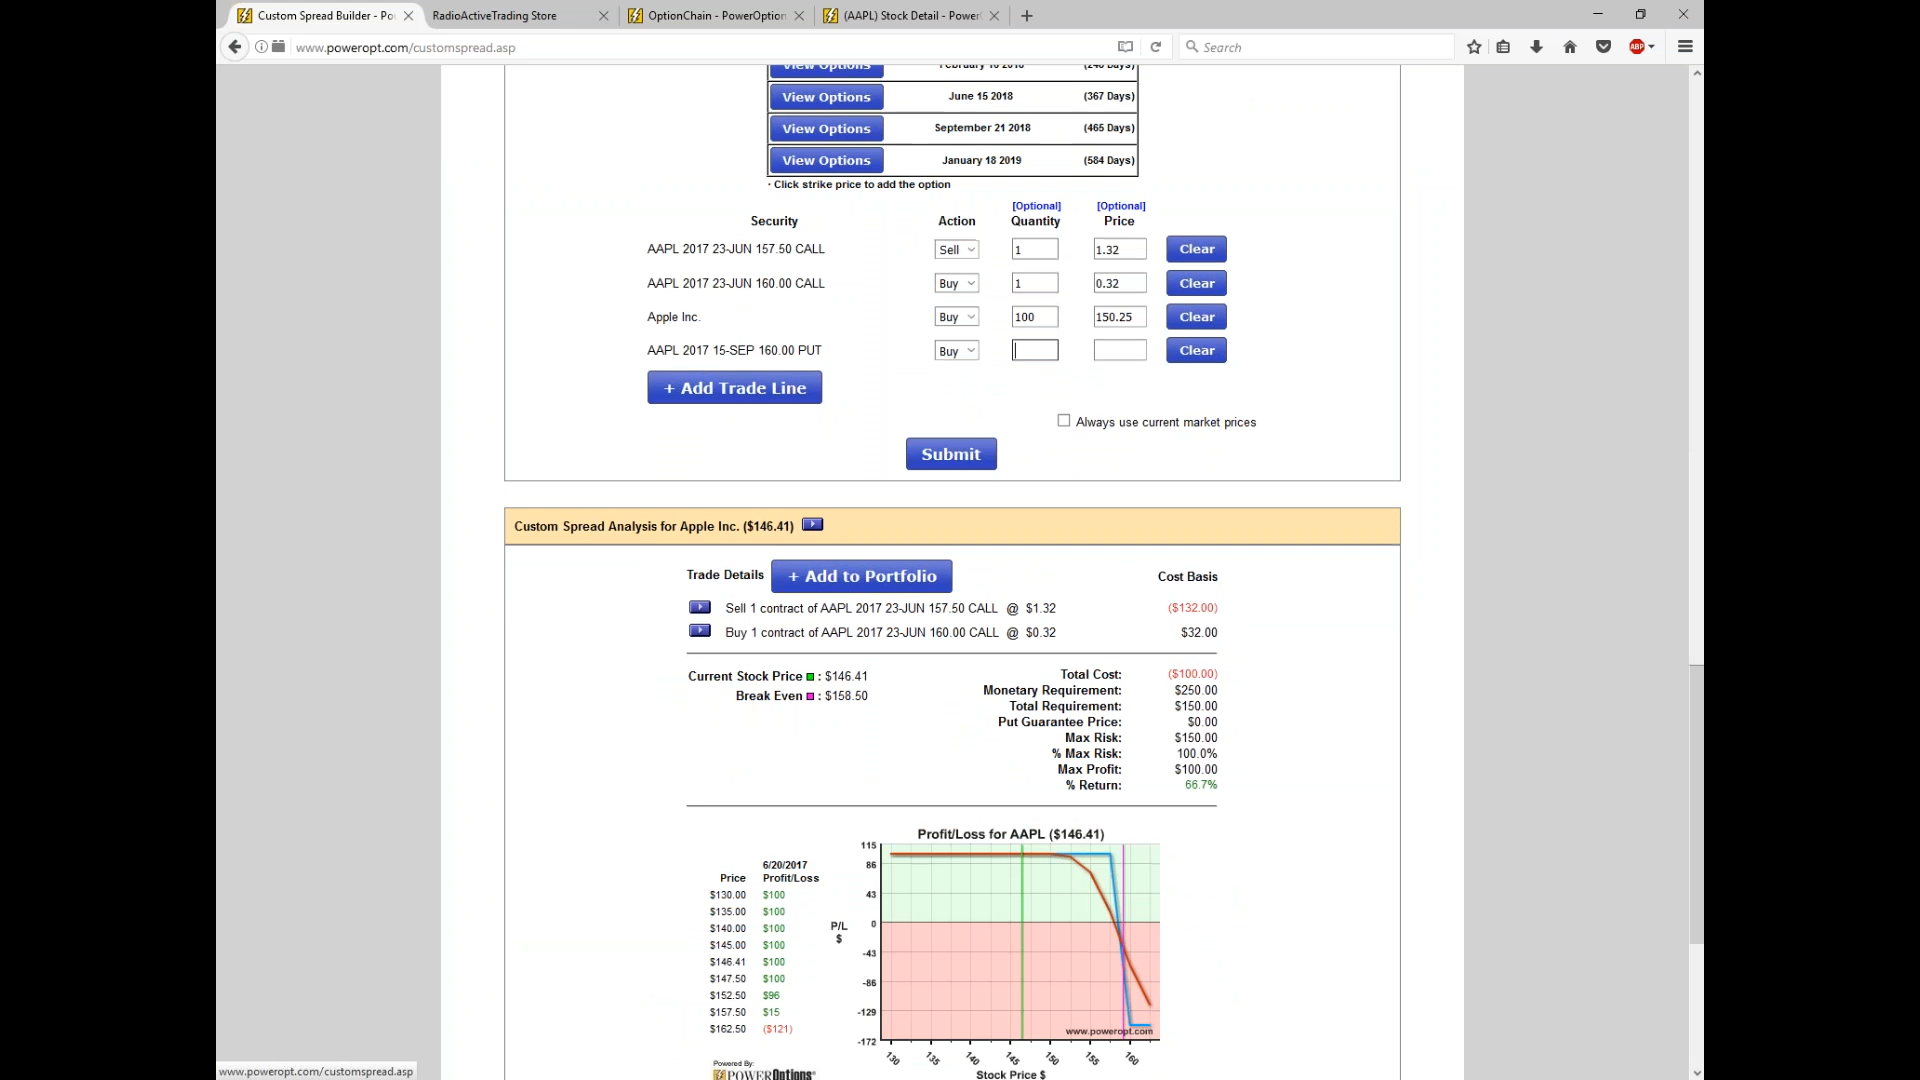 Custom Spread Builder - Po
RadioActiveTrading Store
OptionChain - PowerOption
(AAPL) Stock Detail - Power
www.poweropt.com/customspread.asp
Search
ABP
View Options February 16 2018 (248 Days)
View Options June 15 2018 (367 Days)
View Options September 21 2018 (465 Days)
View Options January 18 2019 (584 Days)
· Click strike price to add the option
[Optional] [Optional]
Security Action Quantity Price
AAPL 2017 23-JUN 157.50 CALL Sell 1 1.32 Clear
AAPL 2017 23-JUN 160.00 CALL Buy 1 0.32 Clear
Apple Inc. Buy 100 150.25 Clear
AAPL 2017 15-SEP 160.00 PUT Buy Clear
+ Add Trade Line
Always use current market prices
Submit
Custom Spread Analysis for Apple Inc. ($146.41)
Trade Details + Add to Portfolio Cost Basis
Sell 1 contract of AAPL 2017 23-JUN 157.50 CALL @ $1.32 ($132.00)
Buy 1 contract of AAPL 2017 23-JUN 160.00 CALL @ $0.32 $32.00
Current Stock Price : $146.41
Break Even : $158.50
Total Cost: ($100.00)
Monetary Requirement: $250.00
Total Requirement: $150.00
Put Guarantee Price: $0.00
Max Risk: $150.00
% Max Risk: 100.0%
Max Profit: $100.00
% Return: 66.7%
6/20/2017
Price Profit/Loss
$130.00 $100
$135.00 $100
$140.00 $100
$145.00 $100
$146.41 $100
$147.50 $100
$152.50 $96
$157.50 $15
$162.50 ($121)
Powered By:
POWEROptions®
Profit/Loss for AAPL ($146.41)
115
86
43
0
-43
-86
-129
-172
P/L
$
www.poweropt.com
130 135 140 145 150 155 160
Stock Price $
www.poweropt.com/customspread.asp